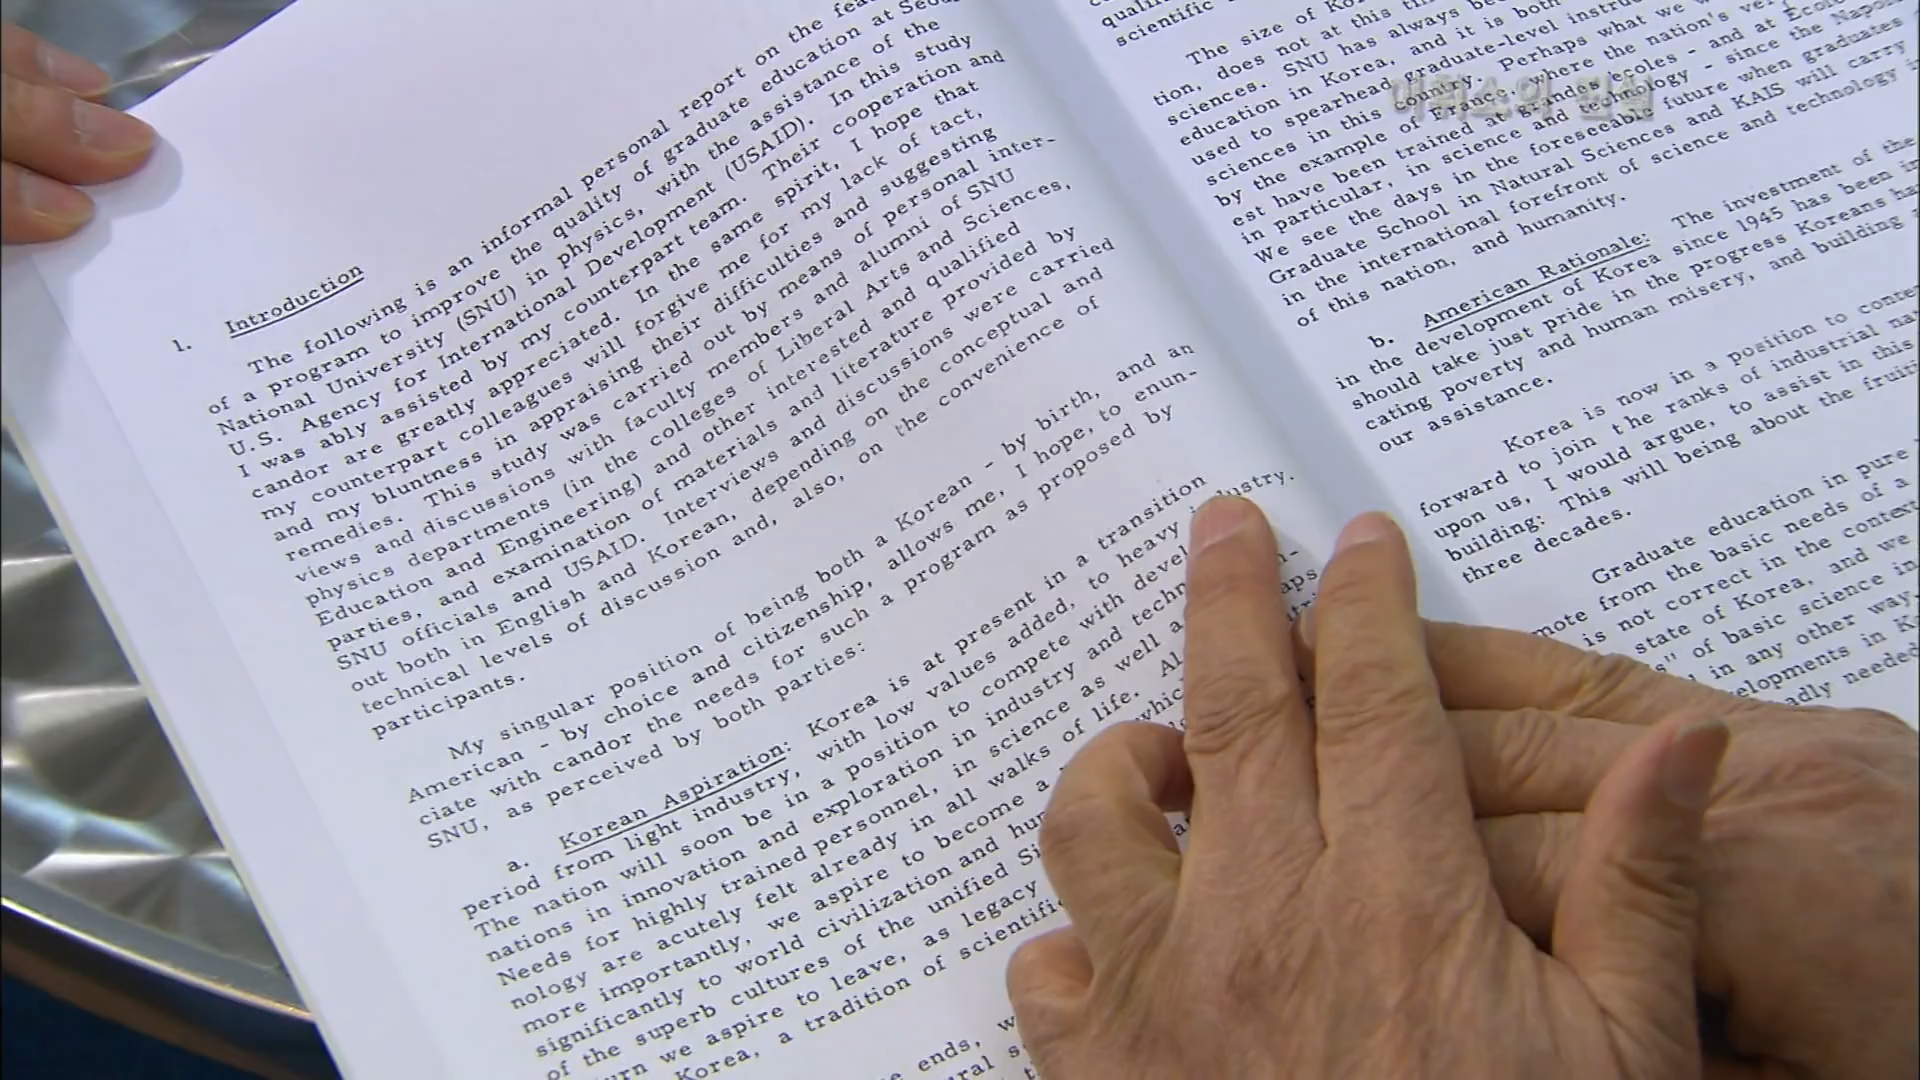 1. Introduction
The following is an informal personal report on the
of a program to improve the quality of graduate education at Seoul
National University (SNU) in physics, with the assistance of the
U.S. Agency for International Development (USAID). In this study
I was ably assisted by my counterpart team. Their cooperation and
candor are greatly appreciated. In the same spirit, I hope that
my counterpart colleagues will forgive me for my lack of tact,
and my bluntness in appraising their difficulties and suggesting
remedies. This study was carried out by means of personal inter-
views and discussions with faculty members and alumni of SNU
physics departments (in the colleges of Liberal Arts and Sciences,
Education and Engineering) and other interested and qualified
parties, and examination of materials and literature provided by
SNU officials and USAID. Interviews and discussions were carried
out both in English and Korean, depending on the conceptual and
technical levels of discussion and, also, on the convenience of
participants.
My singular position of being both a Korean - by birth, and an
American - by choice and citizenship, allows me, I hope, to enun-
ciate with candor the needs for such a program as proposed by
SNU, as perceived by both parties:
a. Korean Aspiration: Korea is at present in a transition
period from light industry, with low values added, to heavy industry.
The nation will soon be in a position to compete with
nations in innovation and exploration in industry and
Needs for highly trained personnel, in science as well
nology are acutely felt already in all walks of life.
more importantly, we aspire to become a
significantly to world civilization and
of the superb cultures of the unified
we aspire to leave, as legacy
Korea, a tradition of
ends,
scientific
The size of
tion, does not at this
sciences. SNU has always
education in Korea, and it is both
used to spearhead graduate-level
sciences in this country. Perhaps what we
by the example of France, where the nation's
est have been trained at grandes ecoles - and at
in particular, in science and technology - since the
We see the days in the foreseeable future when graduates
Graduate School in Natural Sciences and KAIS will carry
in the international forefront of science and technology
of this nation, and humanity.
b. American Rationale: The investment of the
in the development of Korea since 1945 has been
should take just pride in the progress Koreans
cating poverty and human misery, and building
our assistance.
Korea is now in a position to
forward to join the ranks of industrial
upon us, I would argue, to assist in this
building: This will being about the
three decades.
Graduate education in pure
mote from the basic needs of a
is not correct in the context
state of Korea, and we
of basic science in
in any other way.
in
needed